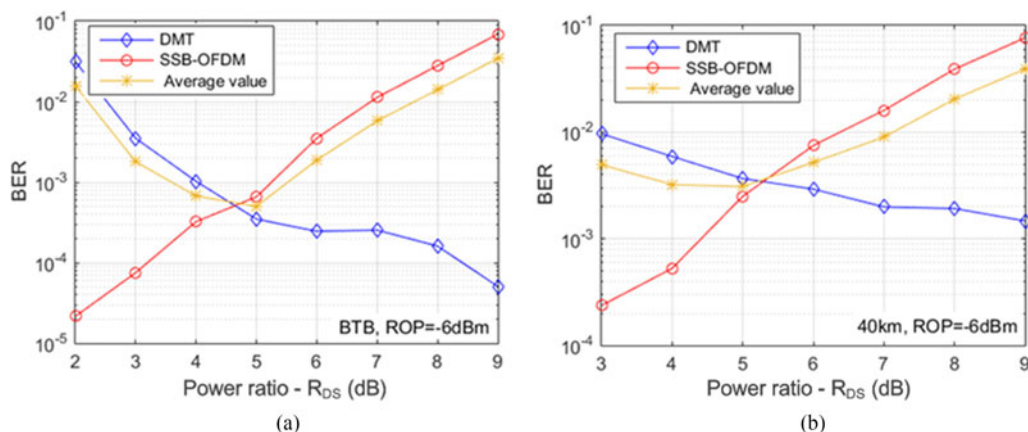 10^-1
10^-2
10^-3
10^-4
10^-5
BER
DMT
SSB-OFDM
Average value
BTB, ROP=-6dBm
2 3 4 5 6 7 8 9
Power ratio - R_DS (dB)
(a)
10^-1
10^-2
10^-3
10^-4
BER
DMT
SSB-OFDM
Average value
40km, ROP=-6dBm
3 4 5 6 7 8 9
Power ratio - R_DS (dB)
(b)